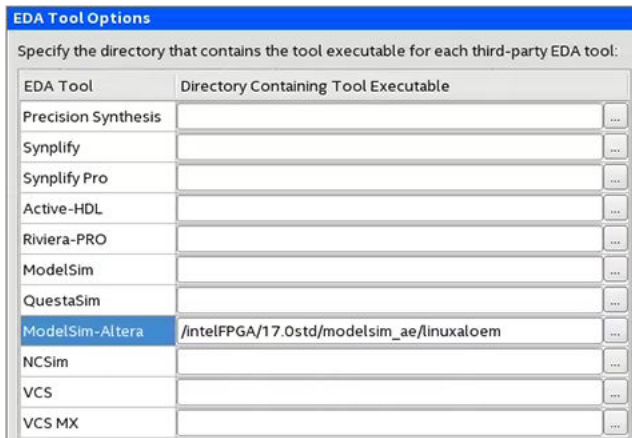 EDA Tool Options
Specify the directory that contains the tool executable for each third-party EDA tool:
EDA Tool Directory Containing Tool Executable
Precision Synthesis ...
Synplify ...
Synplify Pro ...
Active-HDL ...
Riviera-PRO ...
ModelSim ...
QuestaSim ...
ModelSim-Altera /intelFPGA/17.0std/modelsim_ae/linuxaloem ...
NCSim ...
VCS ...
VCS MX ...